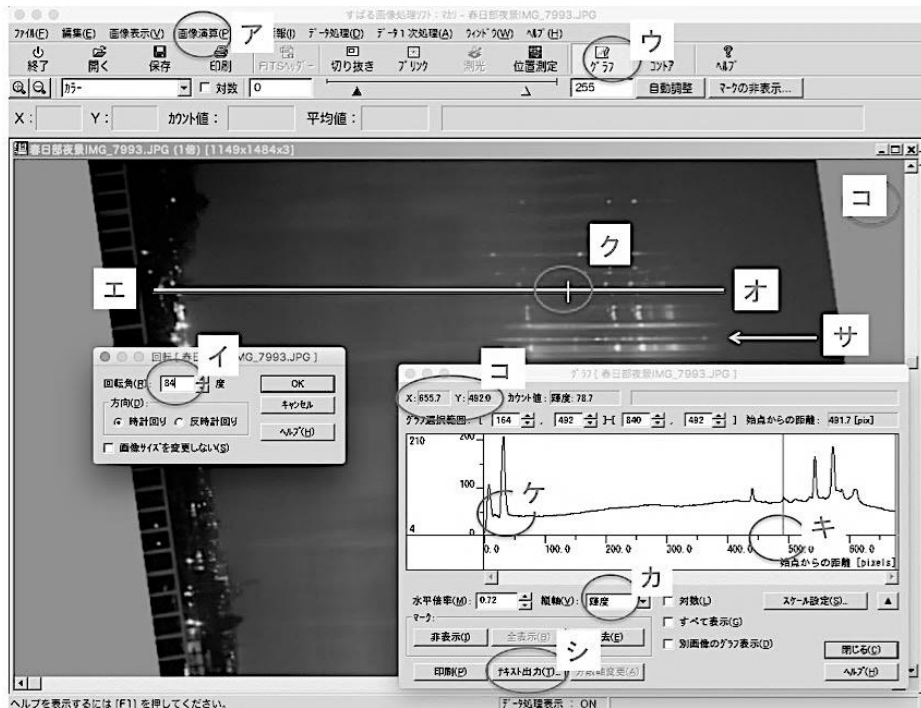 すばる画像処理ソフト:マカリ - 春日部夜景IMG_7993.JPG
ファイル(F) 編集(E) 画像表示(V) 画像演算(P) ア 報(I) データ処理(D) データ1次処理(A) ウィンドウ(W) ヘルプ(H)
ウ
終了 開く 保存 印刷 FITSヘッダー 切り抜き ブリンク 測光 位置測定 グラフ コントア ヘルプ
カラー 対数 0 255 自動調整 マークの非表示...
X: Y: カウント値: 平均値:
春日部夜景IMG_7993.JPG (1倍) [1149x1484x3]
コ
ク
エ
オ
サ
回転[春日 MG_7993.JPG ]
イ
回転角(R): 84 度 OK
方向(D):
時計回り 反時計回り
キャンセル
ヘルプ(H)
画像サイズを変更しない(S)
コ
グラフ[ 春日部夜景IMG_7993.JPG ]
X: 655.7 Y: 492.0 カウント値: 輝度: 78.7
グラフ選択範囲: [ 164 , 492 ]-[ 840 , 492 ] 始点からの距離: 491.7 [pix]
210
200
100
4
ケ
キ
0.0 100.0 200.0 300.0 400.0 500.0 600.0
始点からの距離 [pixels]
カ
水平倍率(M): 0.72 縦軸(V): 輝度 対数(L) スケール設定(S)... ▲
マーク:
すべて表示(G)
非表示(I) 全表示(B) 去(E) 別画像のグラフ表示(D)
シ
閉じる(C)
印刷(P) テキスト出力(T)... 分散軸変更(A) ヘルプ(H)
ヘルプを表示するには [F1] を押してください。 データ処理表示 : ON